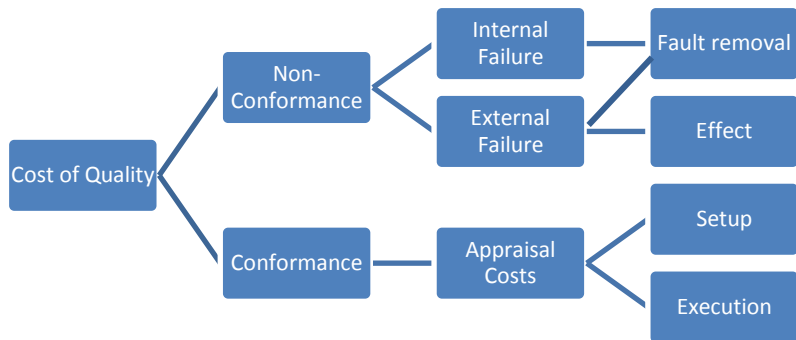 Cost of Quality
Non-
Conformance
Conformance
Internal
Failure
External
Failure
Appraisal
Costs
Fault removal
Effect
Setup
Execution